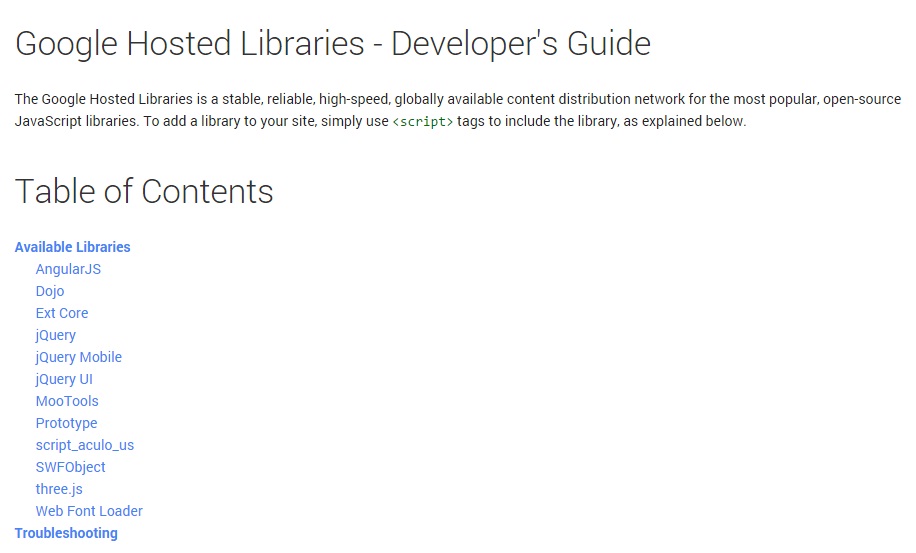 Google Hosted Libraries - Developer's Guide
The Google Hosted Libraries is a stable, reliable, high-speed, globally available content distribution network for the most popular, open-source
JavaScript libraries. To add a library to your site, simply use <script> tags to include the library, as explained below.
Table of Contents
Available Libraries
AngularJS
Dojo
Ext Core
jQuery
jQuery Mobile
jQuery UI
MooTools
Prototype
script_aculo_us
SWFObject
three.js
Web Font Loader
Troubleshooting